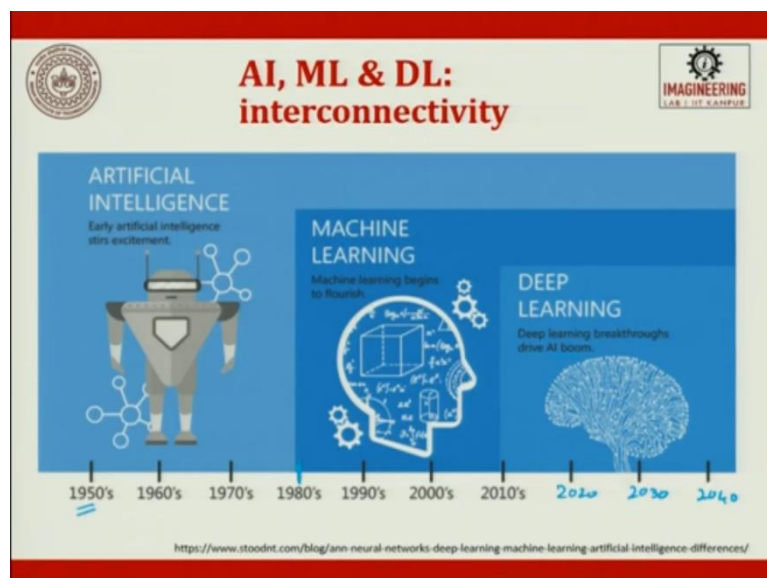 AI, ML & DL:
interconnectivity
IMAGINEERING
LAB | IIT KANPUR
ARTIFICIAL
INTELLIGENCE
Early artificial intelligence
stirs excitement.
MACHINE
LEARNING
Machine learning begins
to flourish.
DEEP
LEARNING
Deep learning breakthroughs
drive AI boom.
1950's 1960's 1970's 1980's 1990's 2000's 2010's 2020 2030 2040
https://www.stoodnt.com/blog/ann-neural-networks-deep-learning-machine-learning-artificial-intelligence-differences/